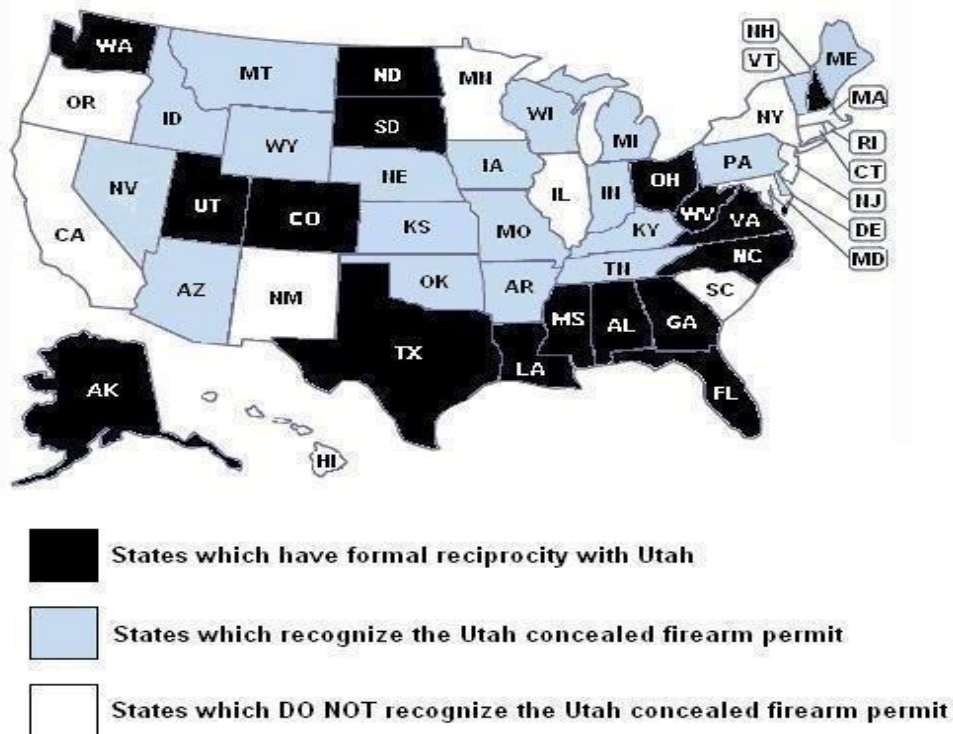 WA
MT
ND
MN
NH
VT
ME
OR
ID
SD
WI
NY
MA
WY
MI
RI
NV
NE
IA
PA
CT
UT
CO
IL
IN
OH
NJ
CA
KS
MO
WV
VA
DE
KY
MD
AZ
NM
OK
AR
TN
NC
SC
TX
MS
AL
GA
LA
AK
FL
HI
States which have formal reciprocity with Utah
States which recognize the Utah concealed firearm permit
States which DO NOT recognize the Utah concealed firearm permit